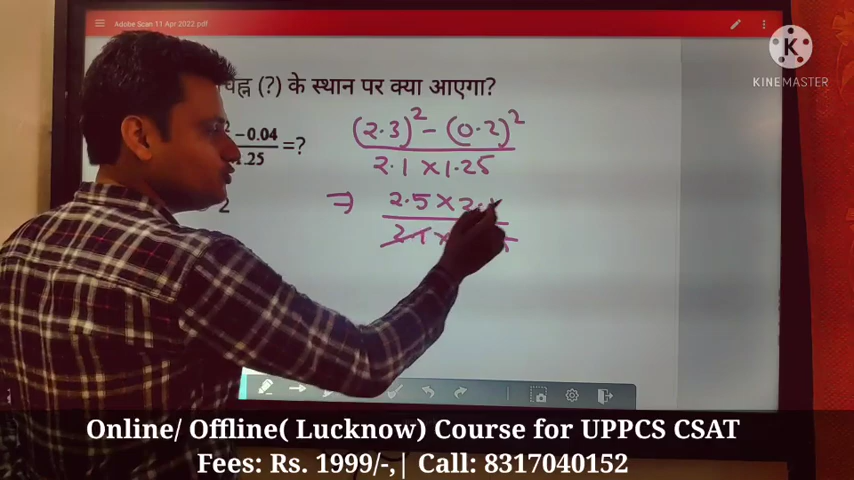 Adobe Scan 11 Apr 2022.pdf
K
KINEMASTER
(?) के स्थान पर क्या आएगा?
(2.3)² − (0.2)²
2.1 × 1.25
−0.04
1.25
=?
2
⇒ 2.5 × 2.
2.1 ×
Online/ Offline( Lucknow) Course for UPPCS CSAT
Fees: Rs. 1999/-,| Call: 8317040152